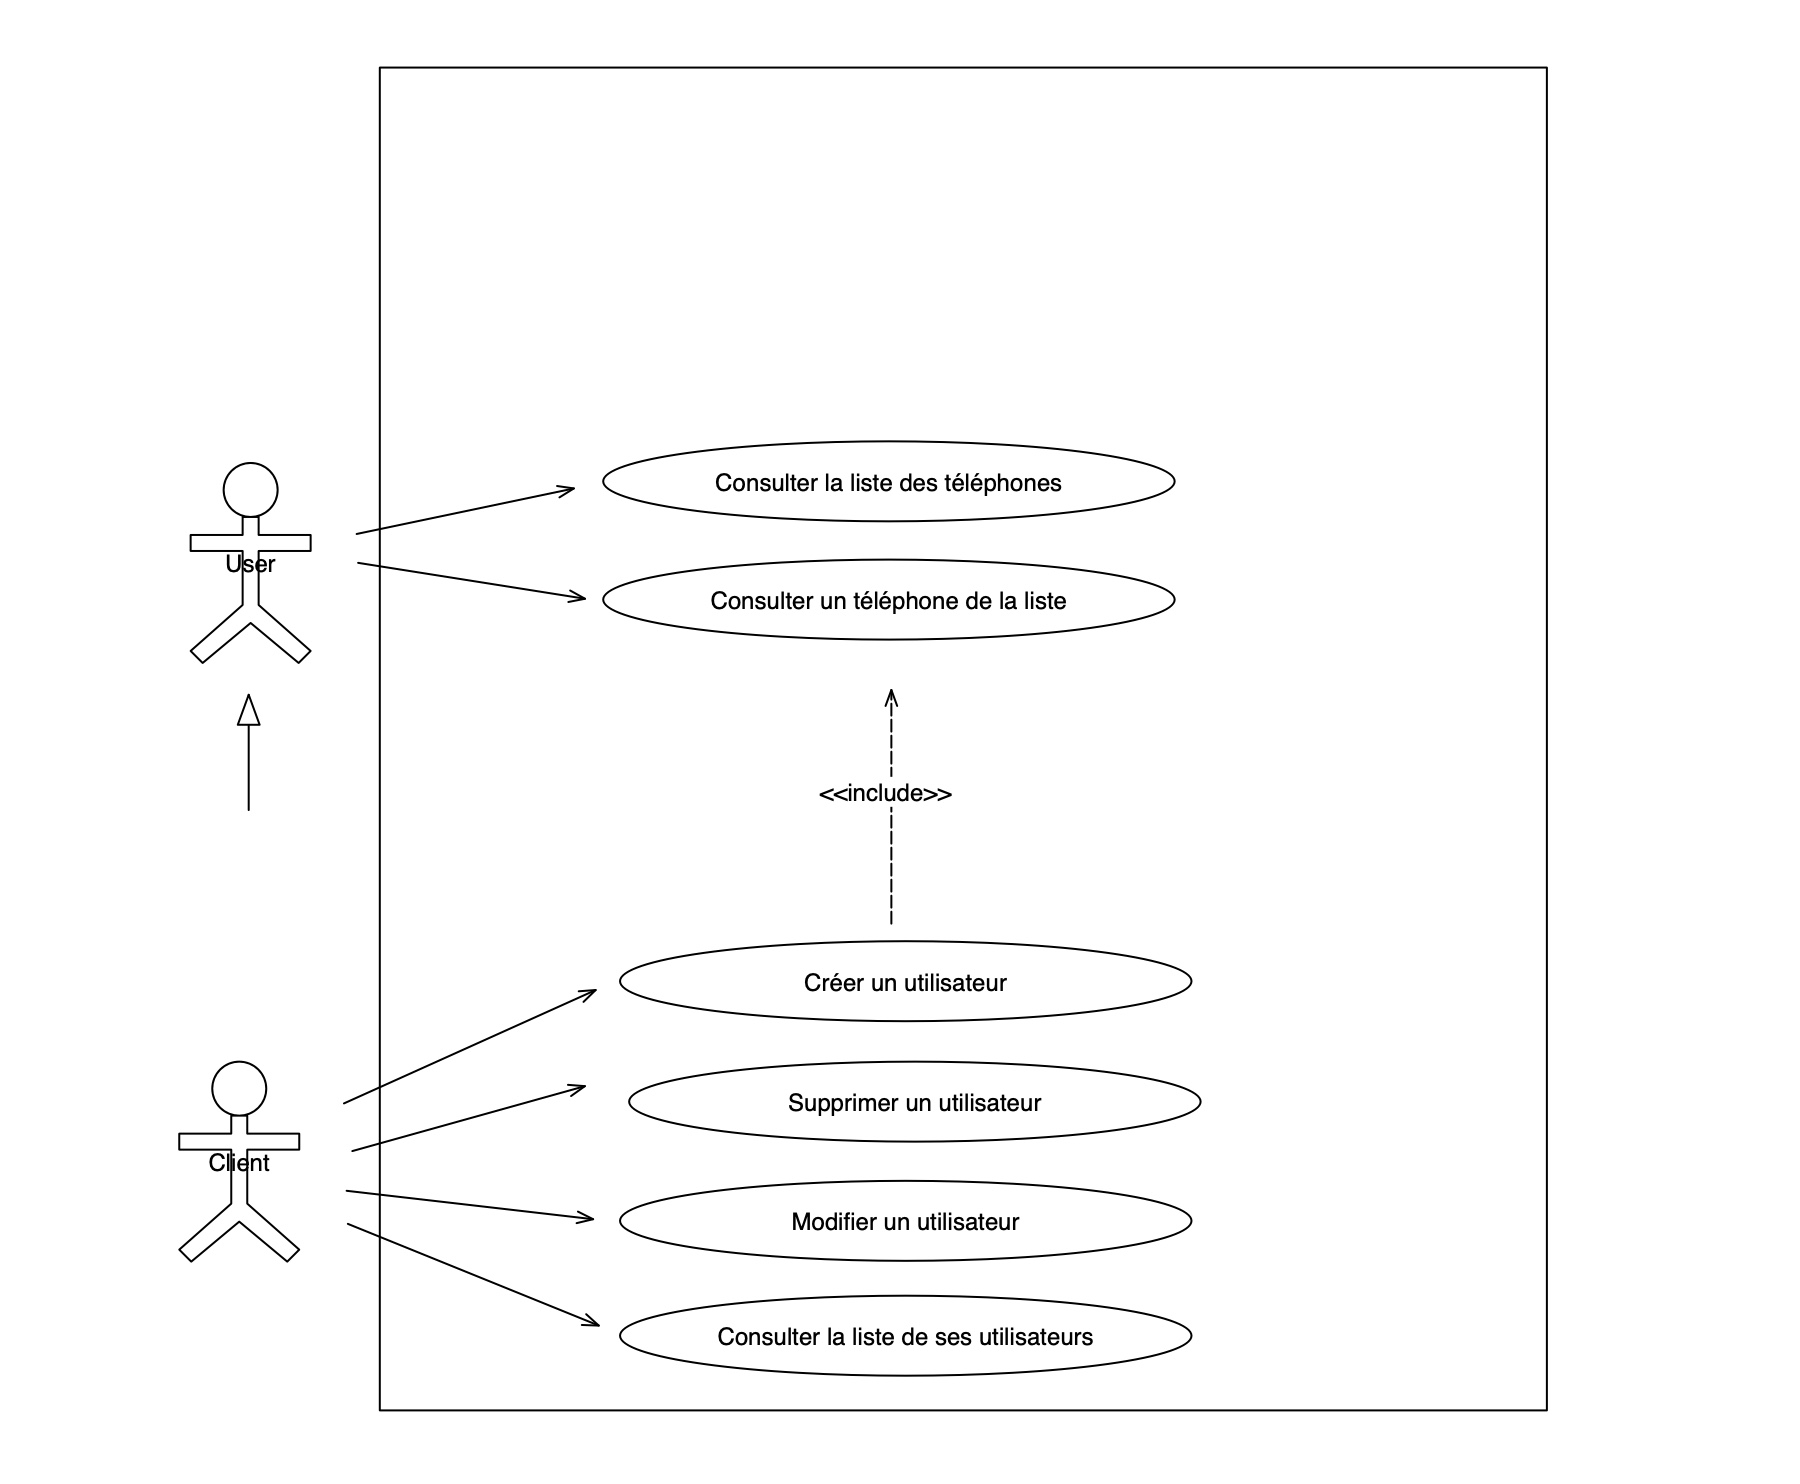 Consulter la liste des téléphones
User
Consulter un téléphone de la liste
<<include>>
Créer un utilisateur
Supprimer un utilisateur
Client
Modifier un utilisateur
Consulter la liste de ses utilisateurs